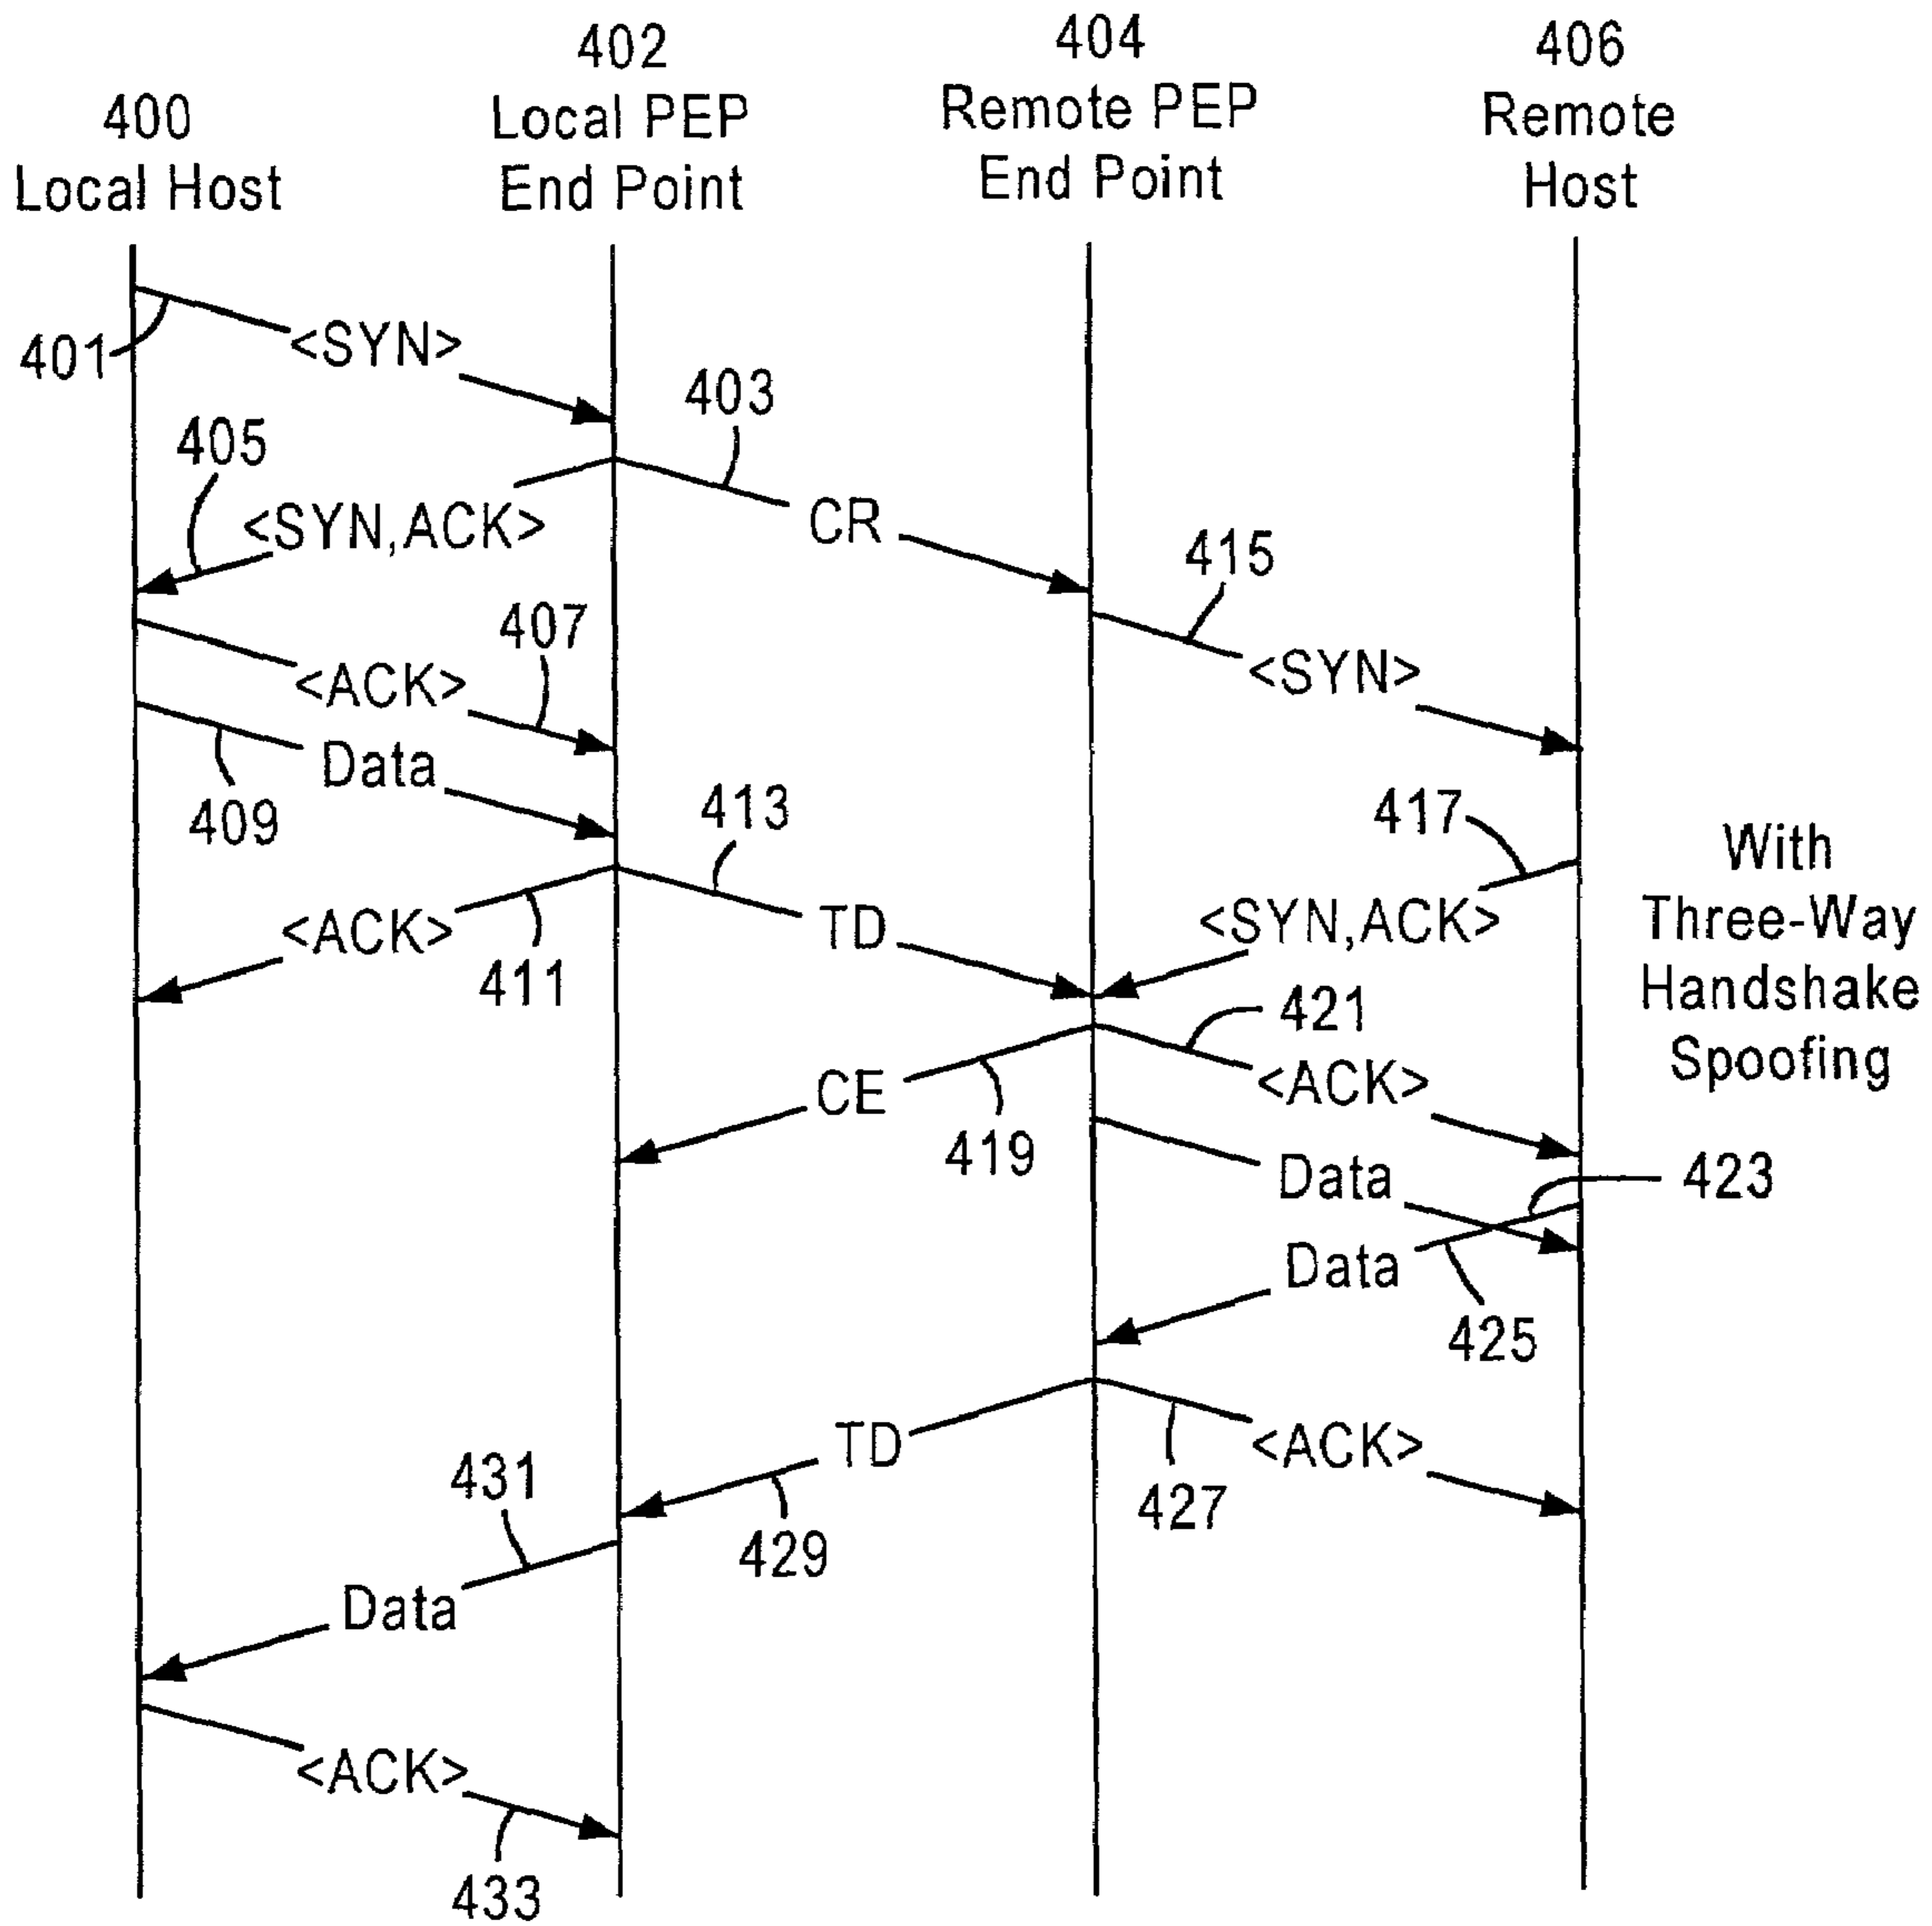 400
Local Host
402
Local PEP
End Point
404
Remote PEP
End Point
406
Remote
Host
401
<SYN>
403
405
<SYN,ACK>
CR
415
407
<ACK>
<SYN>
Data
409
413
417
<ACK>
411
TD
<SYN,ACK>
With
Three-Way
Handshake
Spoofing
421
CE
419
<ACK>
Data
423
Data
425
TD
429
427
<ACK>
431
Data
<ACK>
433